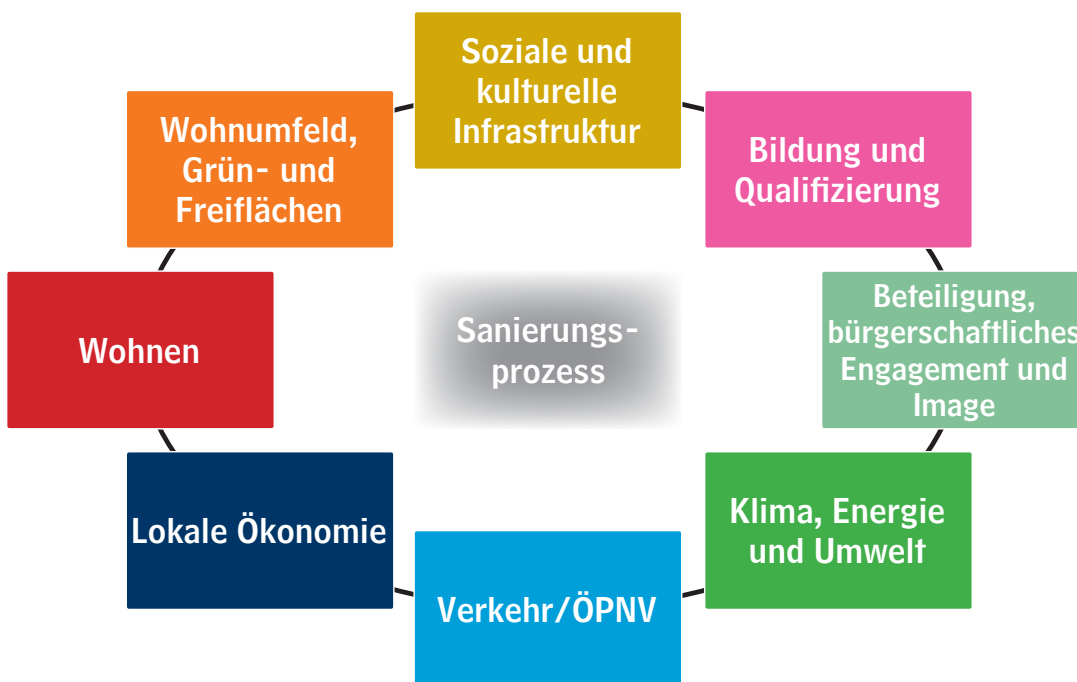 Soziale und
kulturelle
Infrastruktur
Wohnumfeld,
Grün- und
Freiflächen
Bildung und
Qualifizierung
Wohnen
Sanierungs-
prozess
Beteiligung,
bürgerschaftliches
Engagement und
Image
Lokale Ökonomie
Klima, Energie
und Umwelt
Verkehr/ÖPNV